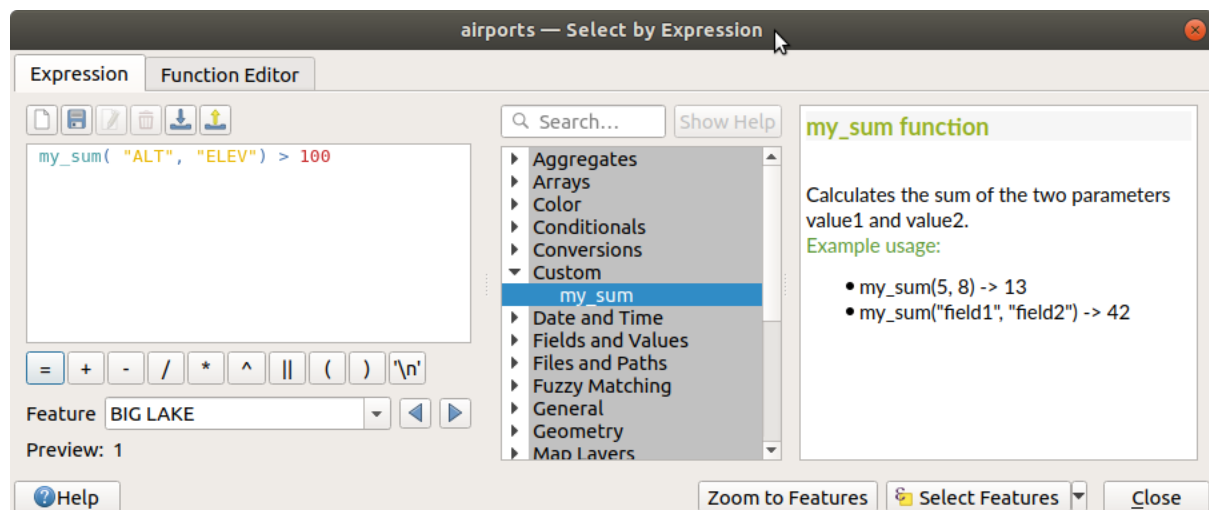 airports — Select by Expression
Expression
Function Editor
Search...
Show Help
my_sum( "ALT", "ELEV") > 100
= + - / * ^ || ( ) '\n'
Feature BIG LAKE
Preview: 1
Aggregates
Arrays
Color
Conditionals
Conversions
Custom
my_sum
Date and Time
Fields and Values
Files and Paths
Fuzzy Matching
General
Geometry
Map Layers
my_sum function
Calculates the sum of the two parameters
value1 and value2.
Example usage:
my_sum(5, 8) -> 13
my_sum("field1", "field2") -> 42
Help
Zoom to Features
Select Features
Close